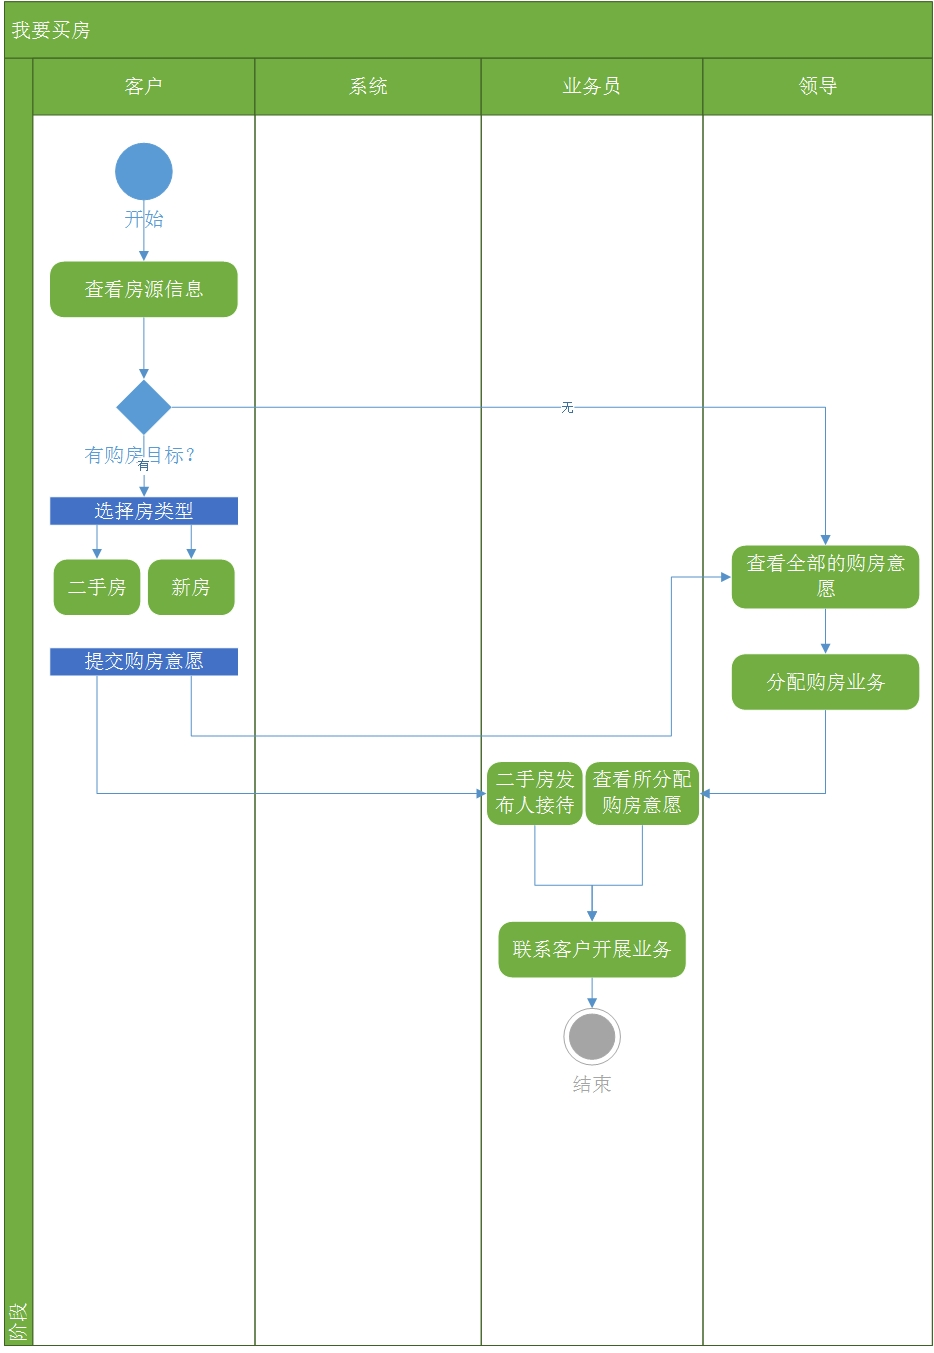 我要买房
客户
系统
业务员
领导
开始
查看房源信息
无
有购房目标?
有
选择房类型
二手房
新房
查看全部的购房意
愿
提交购房意愿
分配购房业务
二手房发
布人接待
查看所分配
购房意愿
联系客户开展业务
结束
阶段